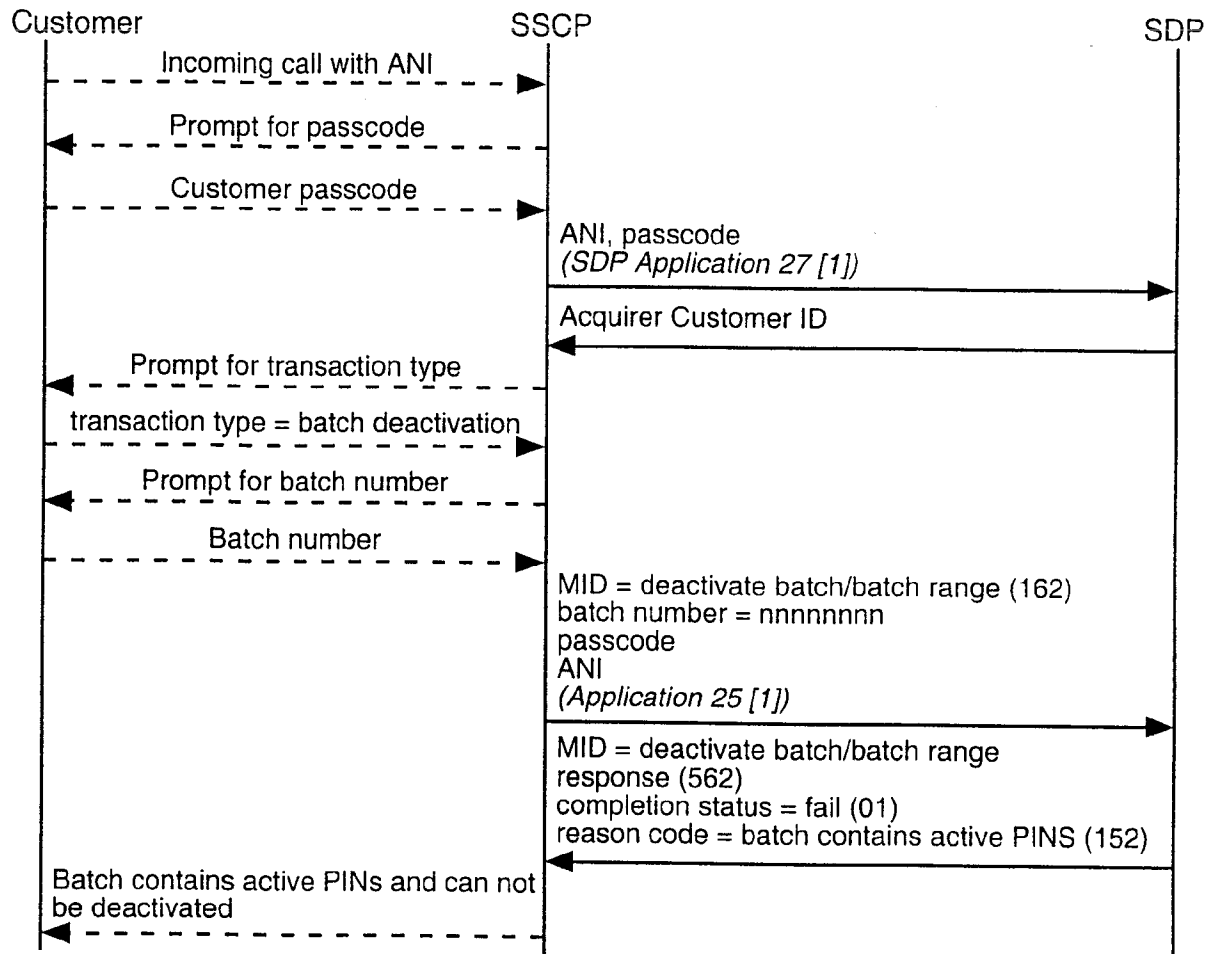 Customer
SSCP
SDP
Incoming call with ANI
Prompt for passcode
Customer passcode
ANI, passcode
(SDP Application 27 [1])
Acquirer Customer ID
Prompt for transaction type
transaction type = batch deactivation
Prompt for batch number
Batch number
MID = deactivate batch/batch range (162)
batch number = nnnnnnnn
passcode
ANI
(Application 25 [1])
MID = deactivate batch/batch range
response (562)
completion status = fail (01)
reason code = batch contains active PINS (152)
Batch contains active PINs and can not
be deactivated